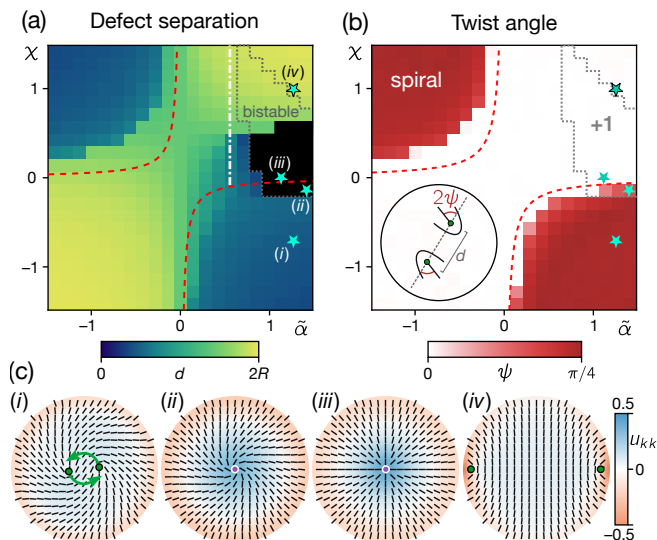 (a) Defect separation
χ
1
0
−1
−1
0
1
α̃
(iv)
bistable
(iii)
(ii)
(i)
0
d
2R
(b) Twist angle
χ
1
0
−1
−1
0
1
α̃
spiral
+1
2ψ
d
0
ψ
π/4
(c)
(i)
(ii)
(iii)
(iv)
0.5
u_kk
0
−0.5